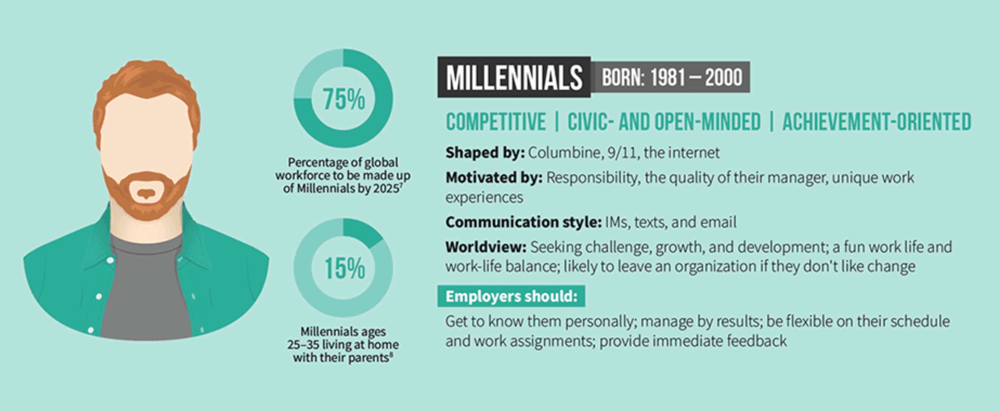 75%
Percentage of global
workforce to be made up
of Millennials by 2025⁷
15%
Millennials ages
25–35 living at home
with their parents⁸
MILLENNIALS BORN: 1981 – 2000
COMPETITIVE | CIVIC- AND OPEN-MINDED | ACHIEVEMENT-ORIENTED
Shaped by: Columbine, 9/11, the internet
Motivated by: Responsibility, the quality of their manager, unique work
experiences
Communication style: IMs, texts, and email
Worldview: Seeking challenge, growth, and development; a fun work life and
work-life balance; likely to leave an organization if they don't like change
Employers should:
Get to know them personally; manage by results; be flexible on their schedule
and work assignments; provide immediate feedback